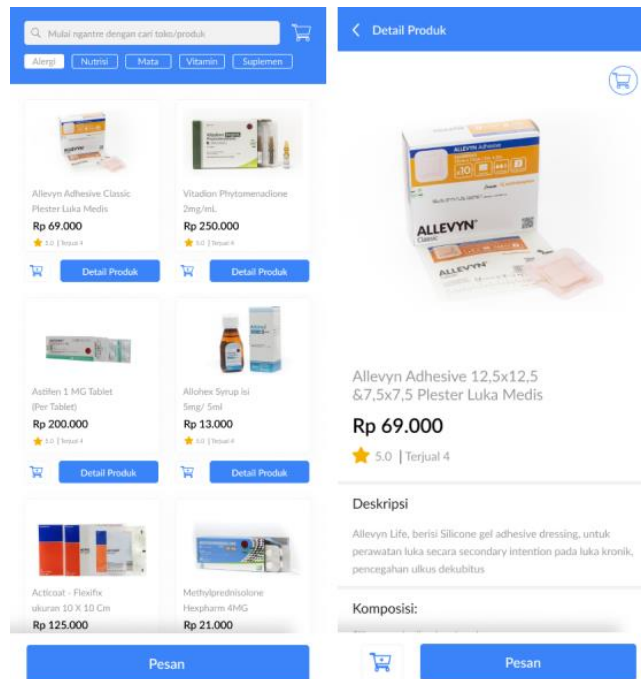 Mulai ngantre dengan cari toko/produk
Alergi
Nutrisi
Mata
Vitamin
Suplemen
Allevyn Adhesive Classic
Plester Luka Medis
Rp 69.000
5.0 | Terjual 4
Detail Produk
Vitadion Phytomenadione
2mg/mL
Rp 250.000
5.0 | Terjual 4
Detail Produk
Astifen 1 MG Tablet
(Per Tablet)
Rp 200.000
5.0 | Terjual 4
Detail Produk
Allohex Syrup isi
5mg/ 5ml
Rp 13.000
5.0 | Terjual 4
Detail Produk
Acticoat - Flexifix
ukuran 10 X 10 Cm
Rp 125.000
Methylprednisolone
Hexpharm 4MG
Rp 21.000
Pesan
Detail Produk
ALLEVYN Adhesive
x10
ALLEVYN
Classic
ALLEVYN
Allevyn Adhesive 12,5x12,5
&7,5x7,5 Plester Luka Medis
Rp 69.000
5.0 | Terjual 4
Deskripsi
Allevyn Life, berisi Silicone gel adhesive dressing, untuk
perawatan luka secara secondary intention pada luka kronik,
pencegahan ulkus dekubitus
Komposisi:
Pesan